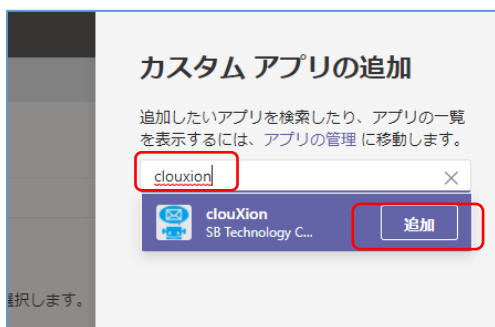 カスタム アプリの追加
追加したいアプリを検索したり、アプリの一覧
を表示するには、アプリの管理 に移動します。
clouxion
clouXion
SB Technology C...
追加
選択します。